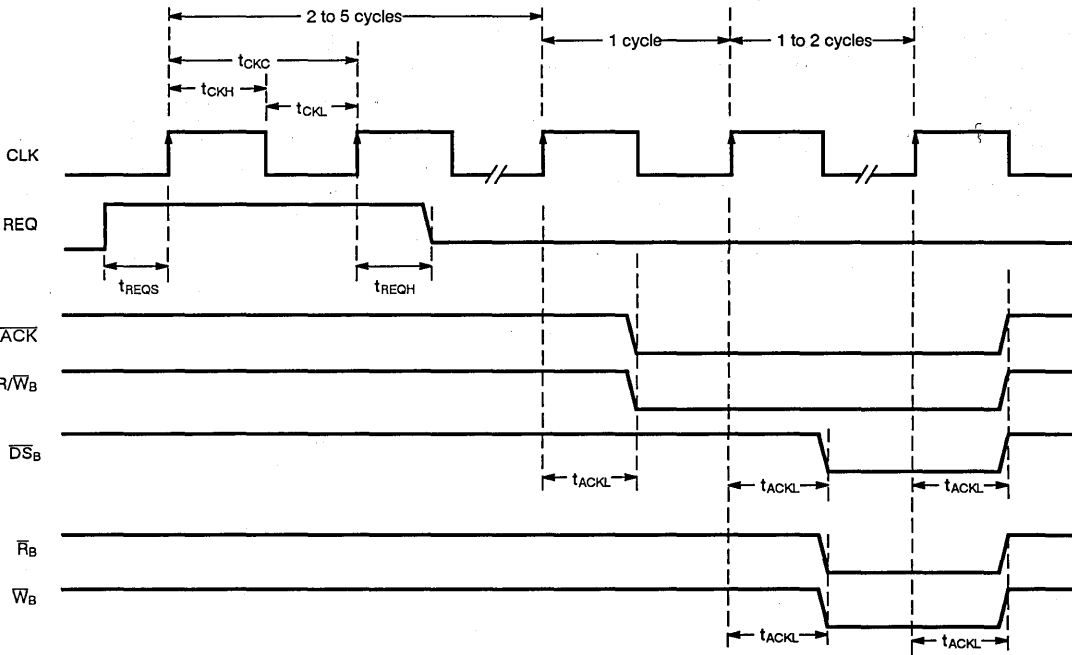 2 to 5 cycles
1 cycle
1 to 2 cycles
tCKC
tCKH
tCKL
CLK
REQ
tREQS
tREQH
ACK
R/WB
DSB
tACKL
tACKL
tACKL
RB
WB
tACKL
tACKL